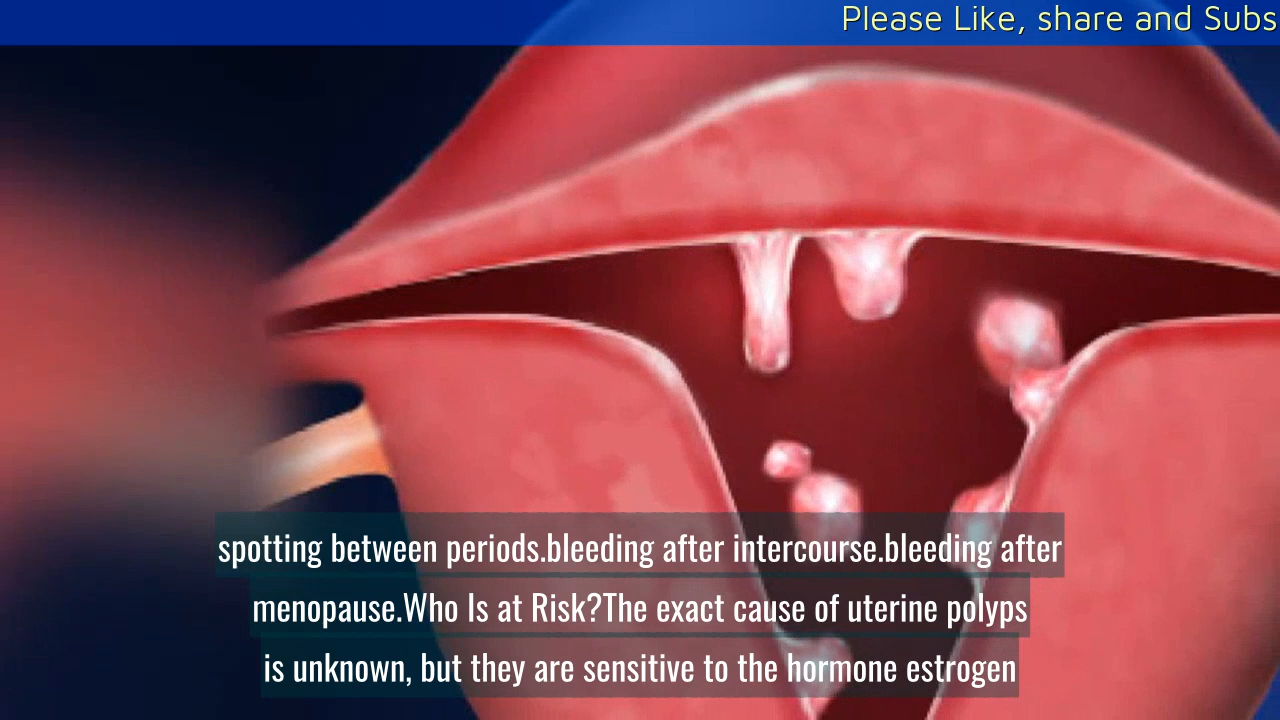 Please Like, share and Subs
spotting between periods.bleeding after intercourse.bleeding after
menopause.Who Is at Risk?The exact cause of uterine polyps
is unknown, but they are sensitive to the hormone estrogen